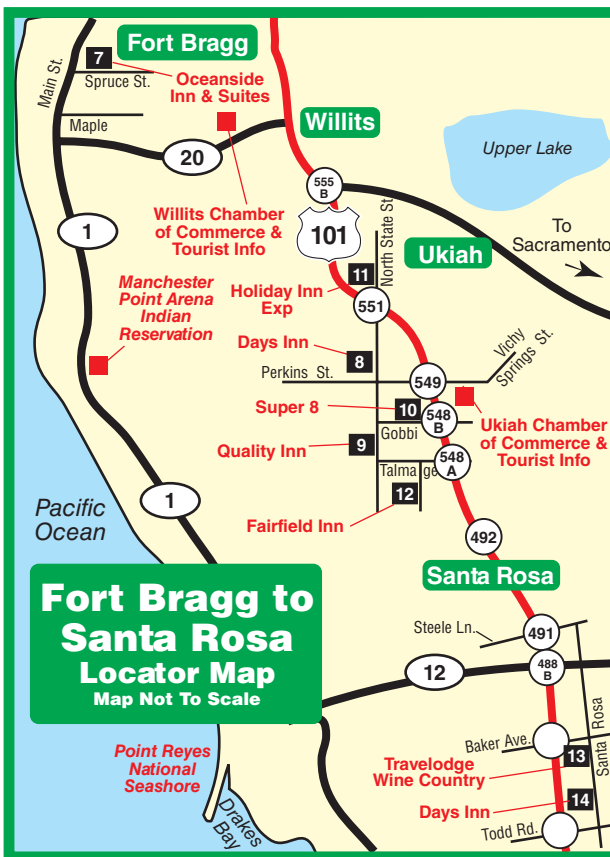 Fort Bragg
7
Main St.
Spruce St.
Oceanside
Inn & Suites
Maple
Willits
20
555
B
Upper Lake
Willits Chamber
of Commerce &
Tourist Info
1
101
North State St.
Ukiah
To
Sacramento
Manchester
Point Arena
Indian
Reservation
11
Holiday Inn
Exp
551
Days Inn
8
Vichy
Springs St.
Perkins St.
549
Super 8
10
548
B
Gobbi
Ukiah Chamber
of Commerce &
Tourist Info
Quality Inn
9
Talmage
548
A
12
Fairfield Inn
1
Pacific
Ocean
492
Santa Rosa
Fort Bragg to
Santa Rosa
Locator Map
Map Not To Scale
Steele Ln.
491
12
488
B
Santa Rosa
Point Reyes
National
Seashore
Baker Ave.
13
Travelodge
Wine Country
14
Days Inn
Drakes
Bay
Todd Rd.